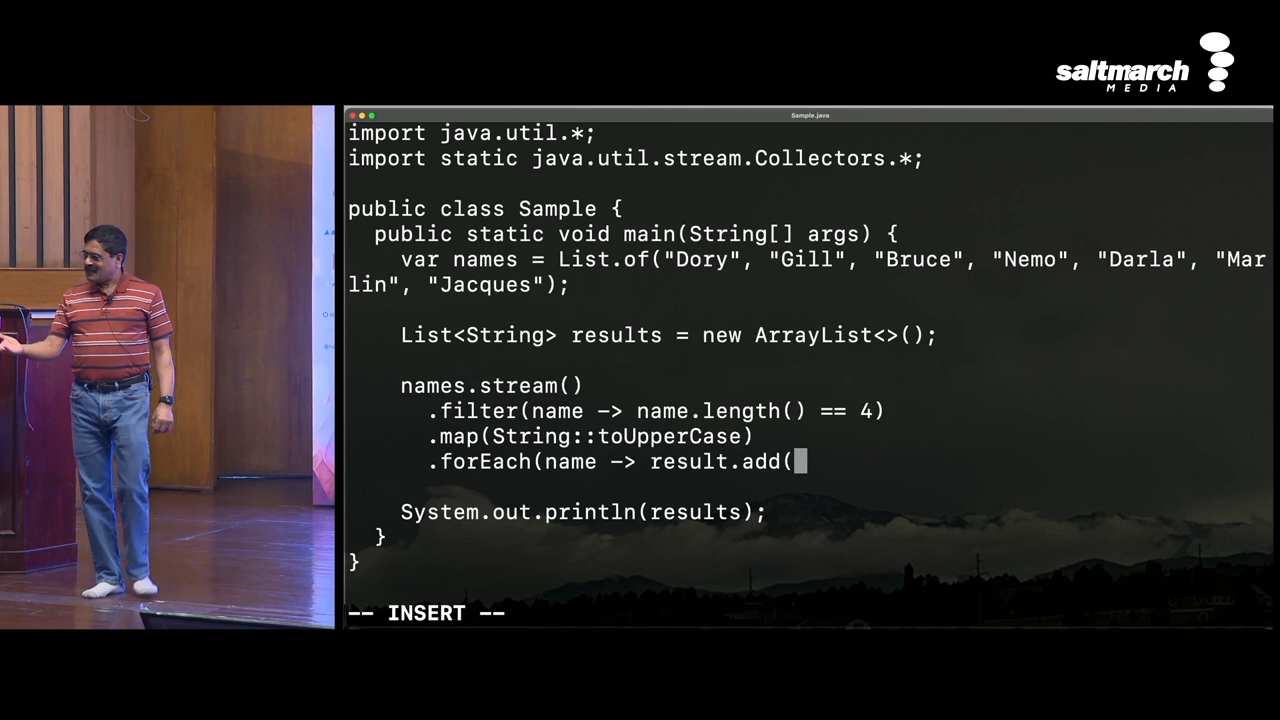 saltmarch
MEDIA
Sample.java
import java.util.*;
import static java.util.stream.Collectors.*;
public class Sample {
public static void main(String[] args) {
var names = List.of("Dory", "Gill", "Bruce", "Nemo", "Darla", "Mar
lin", "Jacques");
List<String> results = new ArrayList<>();
names.stream()
.filter(name -> name.length() == 4)
.map(String::toUpperCase)
.forEach(name -> result.add(
System.out.println(results);
}
}
-- INSERT --